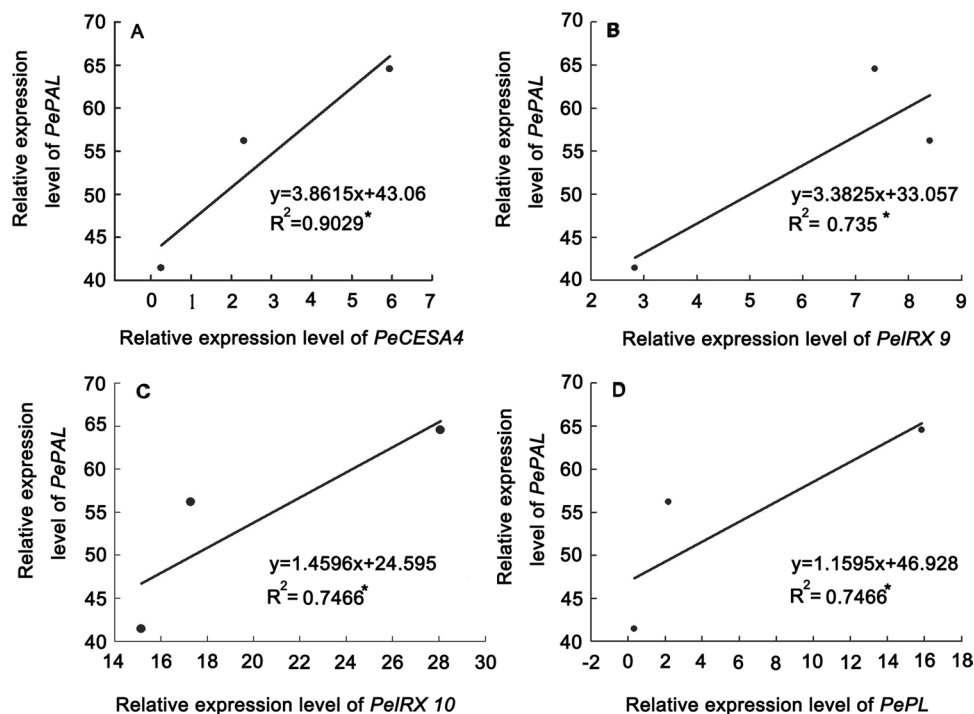 A
Relative expression
level of PePAL
70
65
60
55
50
45
40
y=3.8615x+43.06
R²=0.9029*
0 1 2 3 4 5 6 7
Relative expression level of PeCESA4
B
Relative expression
level of PePAL
70
65
60
55
50
45
40
y=3.3825x+33.057
R²= 0.735 *
2 3 4 5 6 7 8 9
Relative expression level of PeIRX 9
C
Relative expression
level of PePAL
70
65
60
55
50
45
40
y=1.4596x+24.595
R²= 0.7466*
14 16 18 20 22 24 26 28 30
Relative expression level of PeIRX 10
D
Relative expression
level of PePAL
70
65
60
55
50
45
40
y=1.1595x+46.928
R²= 0.7466*
-2 0 2 4 6 8 10 12 14 16 18
Relative expression level of PePL